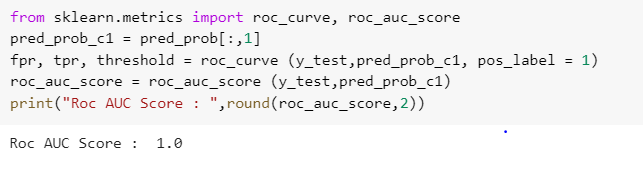 from sklearn.metrics import roc_curve, roc_auc_score
pred_prob_c1 = pred_prob[:,1]
fpr, tpr, threshold = roc_curve (y_test,pred_prob_c1, pos_label = 1)
roc_auc_score = roc_auc_score (y_test,pred_prob_c1)
print("Roc AUC Score : ",round(roc_auc_score,2))
Roc AUC Score :  1.0